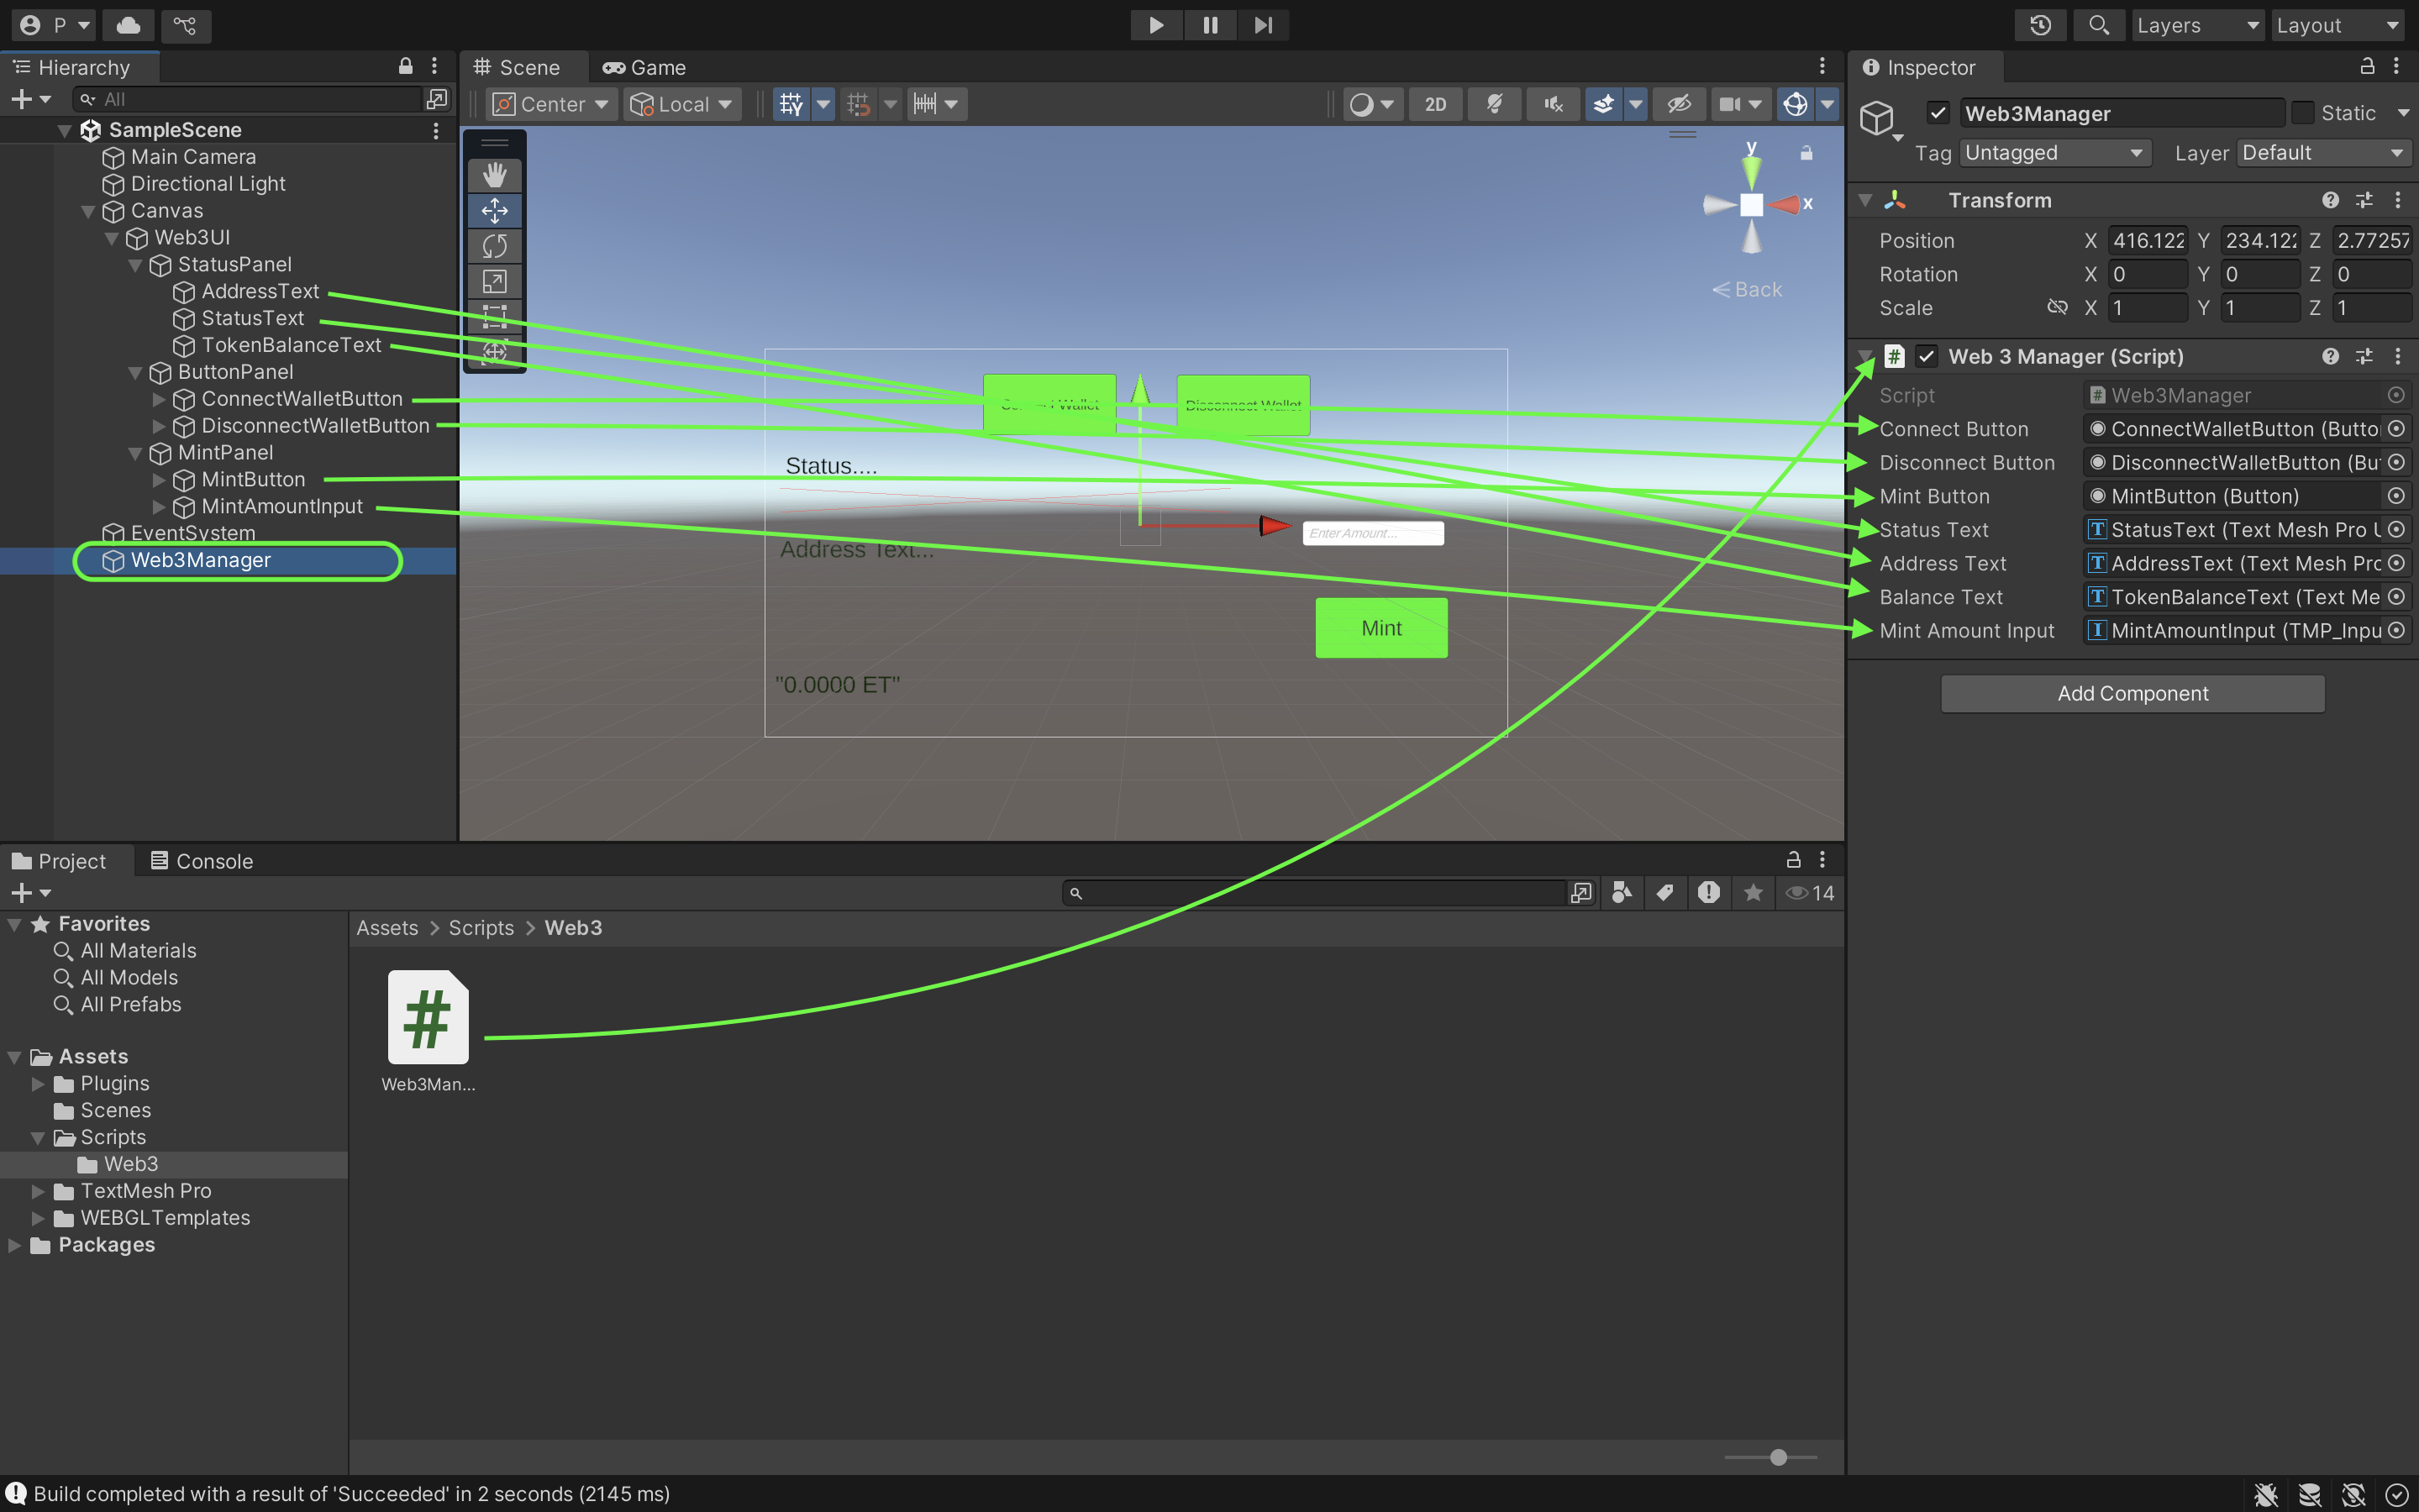 P
Layers
Layout
Hierarchy
All
SampleScene
Main Camera
Directional Light
Canvas
Web3UI
StatusPanel
AddressText
StatusText
TokenBalanceText
ButtonPanel
ConnectWalletButton
DisconnectWalletButton
MintPanel
MintButton
MintAmountInput
EventSystem
Web3Manager
Scene
Game
Center
Local
2D
y
x
Back
Connect Wallet
Disconnect Wallet
Status....
Enter Amount...
Address Text...
Mint
"0.0000 ET"
Inspector
Web3Manager
Static
Tag Untagged
Layer Default
Transform
Position X 416.122 Y 234.122 Z 2.77257
Rotation X 0 Y 0 Z 0
Scale X 1 Y 1 Z 1
# Web 3 Manager (Script)
Script # Web3Manager
Connect Button ConnectWalletButton (Butto
Disconnect Button DisconnectWalletButton (But
Mint Button MintButton (Button)
Status Text StatusText (Text Mesh Pro U
Address Text AddressText (Text Mesh Pro
Balance Text TokenBalanceText (Text Me
Mint Amount Input MintAmountInput (TMP_Inpu
Add Component
Project
Console
14
Favorites
All Materials
All Models
All Prefabs
Assets
Plugins
Scenes
Scripts
Web3
TextMesh Pro
WEBGLTemplates
Packages
Assets > Scripts > Web3
#
Web3Man...
Build completed with a result of 'Succeeded' in 2 seconds (2145 ms)